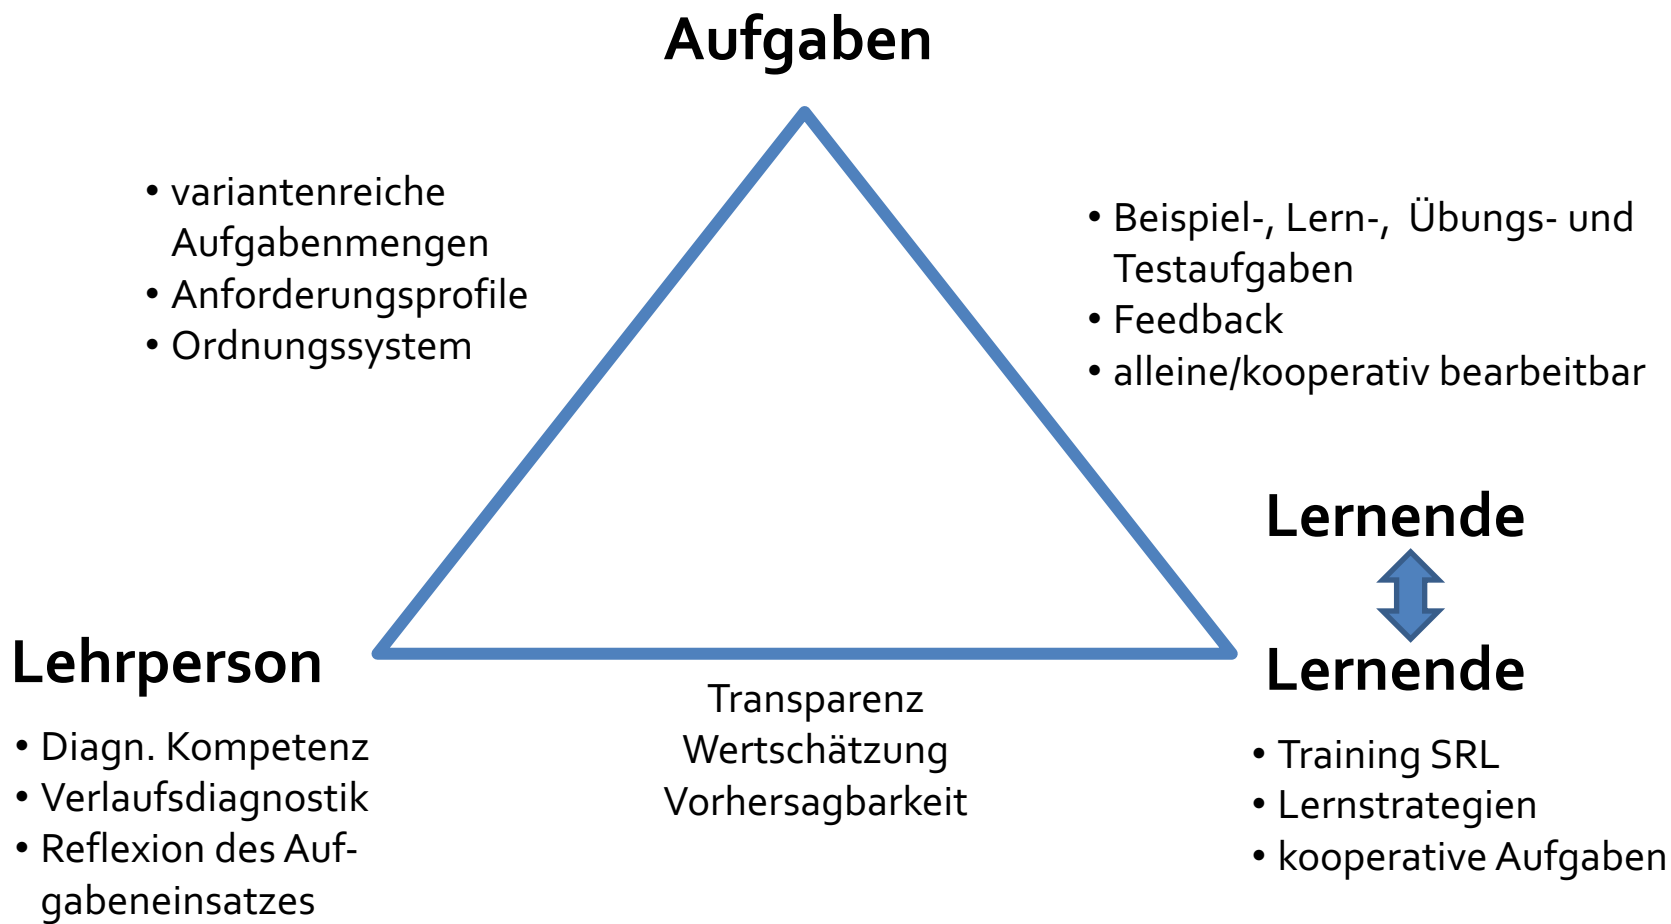 Aufgaben
• variantenreiche
Aufgabenmengen
• Anforderungsprofile
• Ordnungssystem
• Beispiel-, Lern-, Übungs- und
Testaufgaben
• Feedback
• alleine/kooperativ bearbeitbar
Lernende
Lehrperson
Lernende
• Diagn. Kompetenz
• Verlaufsdiagnostik
• Reflexion des Auf-
gabeneinsatzes
Transparenz
Wertschätzung
Vorhersagbarkeit
• Training SRL
• Lernstrategien
• kooperative Aufgaben